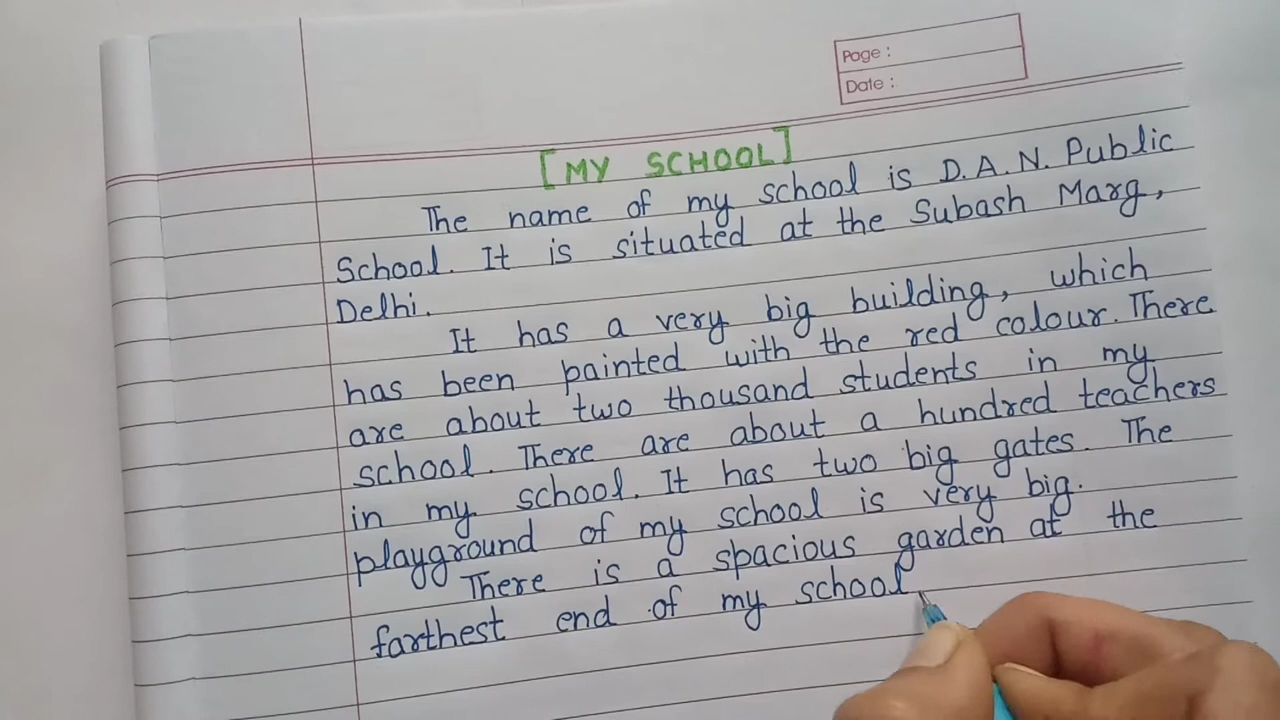 Page :
Date :
[MY SCHOOL]
The name of my school is D.A.N. Public
School. It is situated at the Subash Marg,
Delhi.
It has a very big building, which
has been painted with the red colour. There
are about two thousand students in my
school. There are about a hundred teachers
in my school. It has two big gates. The
playground of my school is very big.
There is a spacious garden at the
farthest end of my school